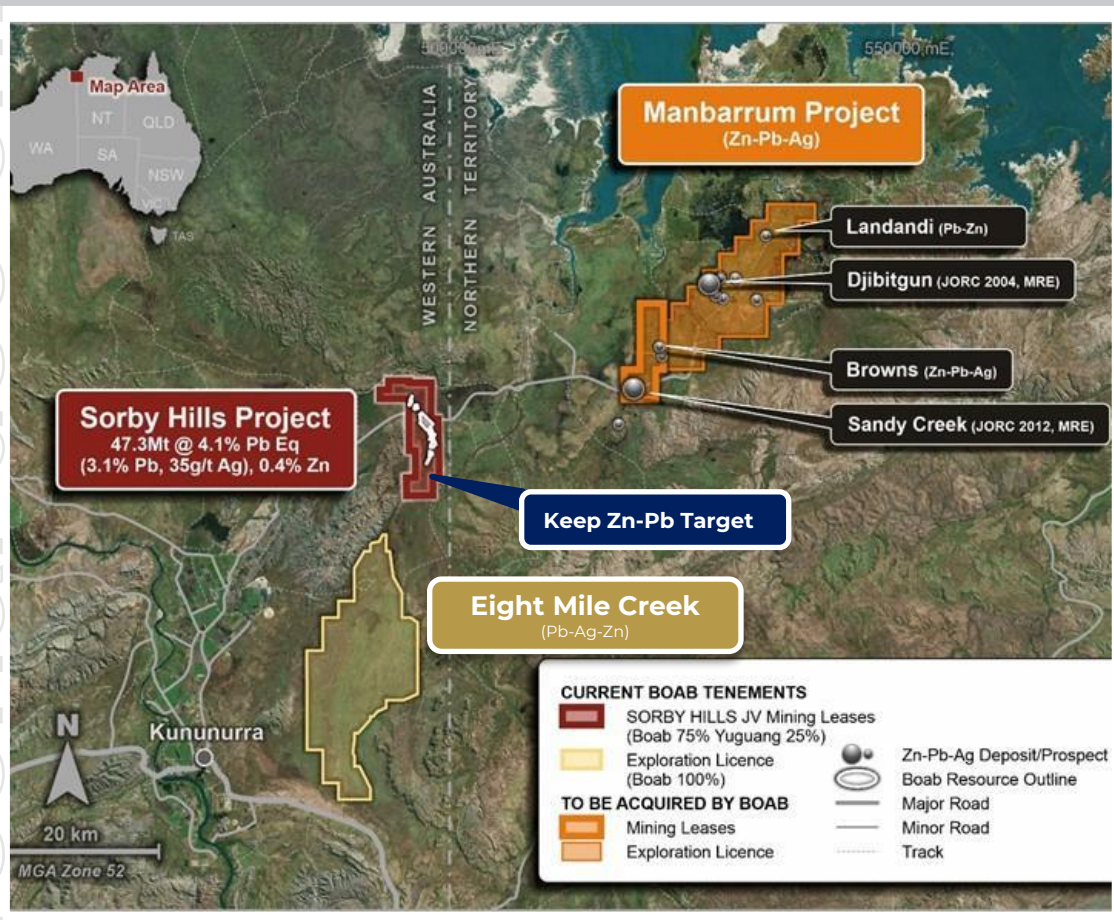 500000mE
550000,mE,
Map Area
NT
QLD
WA
SA
NSW
VIC
TAS
WESTERN AUSTRALIA
NORTHERN TERRITORY
Manbarrum Project
(Zn-Pb-Ag)
Landandi (Pb-Zn)
Djibitgun (JORC 2004, MRE)
Browns (Zn-Pb-Ag)
Sandy Creek (JORC 2012, MRE)
Sorby Hills Project
47.3Mt @ 4.1% Pb Eq
(3.1% Pb, 35g/t Ag), 0.4% Zn
Keep Zn-Pb Target
Eight Mile Creek
(Pb-Ag-Zn)
Kununurra
N
20 km
MGA Zone 52
CURRENT BOAB TENEMENTS
SORBY HILLS JV Mining Leases
(Boab 75% Yuguang 25%)
Exploration Licence
(Boab 100%)
TO BE ACQUIRED BY BOAB
Mining Leases
Exploration Licence
Zn-Pb-Ag Deposit/Prospect
Boab Resource Outline
Major Road
Minor Road
Track